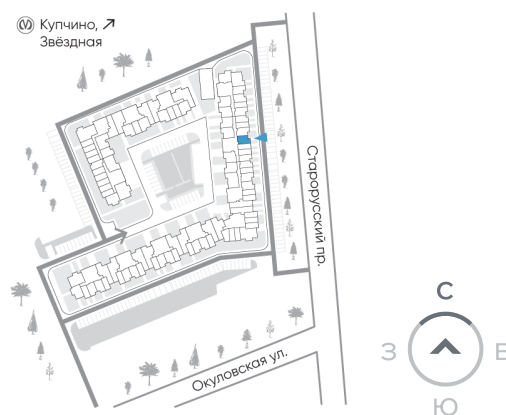 Купчино, ↗
Звёздная
Старорусский пр.
Окуловская ул.
С
З
В
Ю